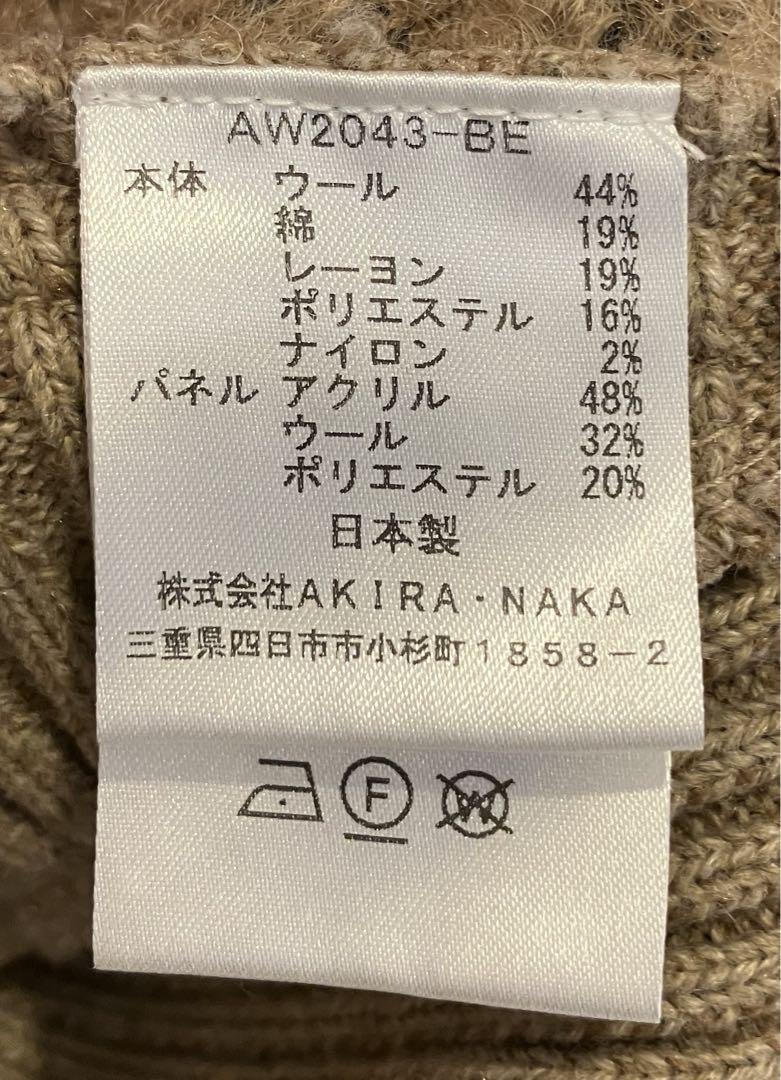 AW2043-BE
本体 ウール 44%
綿 19%
レーヨン 19%
ポリエステル 16%
ナイロン 2%
パネル アクリル 48%
ウール 32%
ポリエステル 20%
日本製
株式会社AKIRA・NAKA
三重県四日市市小杉町1858-2
F W